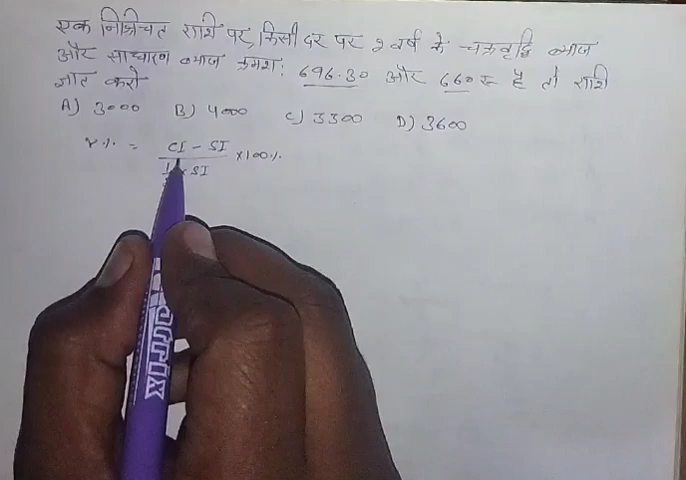 एक निश्चित राशि पर, किसी दर पर 2 वर्ष के चक्रवृद्धि ब्याज
और साधारण ब्याज क्रमश: 696.30 और 660 रू है तो राशि
ज्ञात करो
A) 3000 B) 4000 C) 3300 D) 3600
r% = CI - SI × 100%
SI
matrix